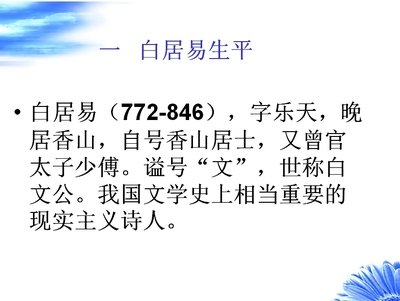 一 白居易生平
• 白居易（772-846），字乐天，晚
居香山，自号香山居士，又曾官
太子少傅。谥号“文”，世称白
文公。我国文学史上相当重要的
现实主义诗人。